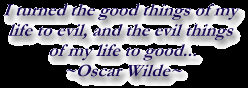 I turned the good things of my
life to evil, and the evil things
of my life to good...
~Oscar Wilde~